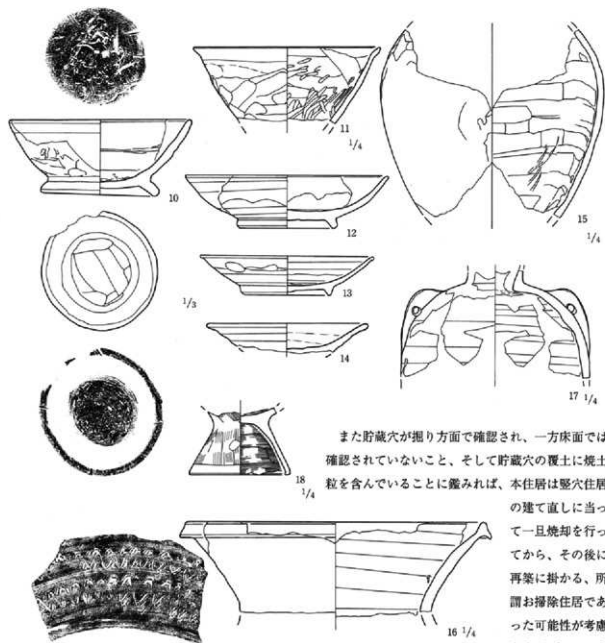 10
11
1/4
12
13
14
1/3
15
1/4
17 1/4
18
1/4
16 1/4
また貯蔵穴が掘り方面で確認され、一方床面では
確認されていないこと、そして貯蔵穴の覆土に焼土
粒を含んでいることに鑑みれば、本住居は竪穴住居
の建て直しに当っ
て一旦焼却を行っ
てから、その後に
再築に掛かる、所
謂お掃除住居であ
った可能性が考慮